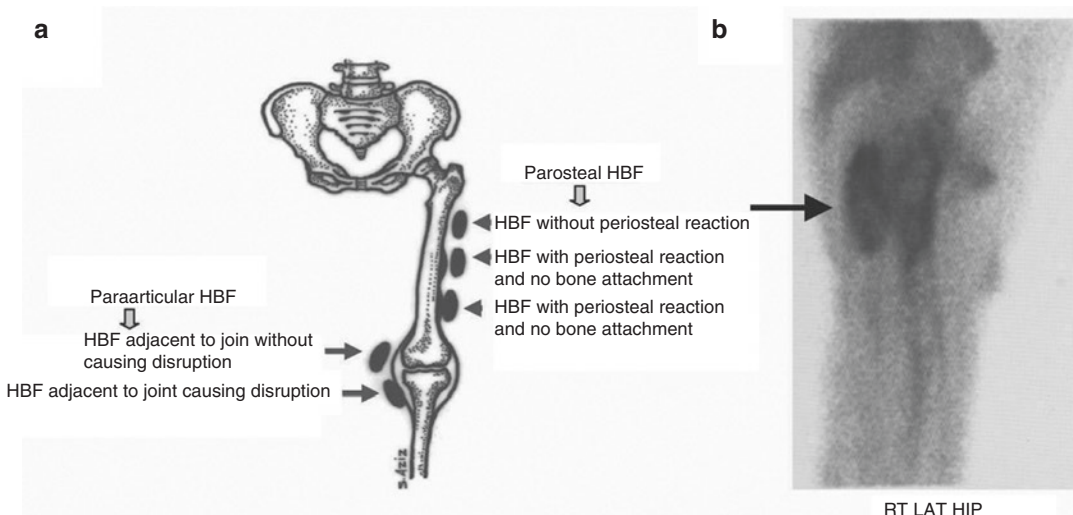 a
b
Parosteal HBF
HBF without periosteal reaction
HBF with periosteal reaction
and no bone attachment
HBF with periosteal reaction
and no bone attachment
Paraarticular HBF
HBF adjacent to join without
causing disruption
HBF adjacent to joint causing disruption
S.Aziz
RT LAT HIP